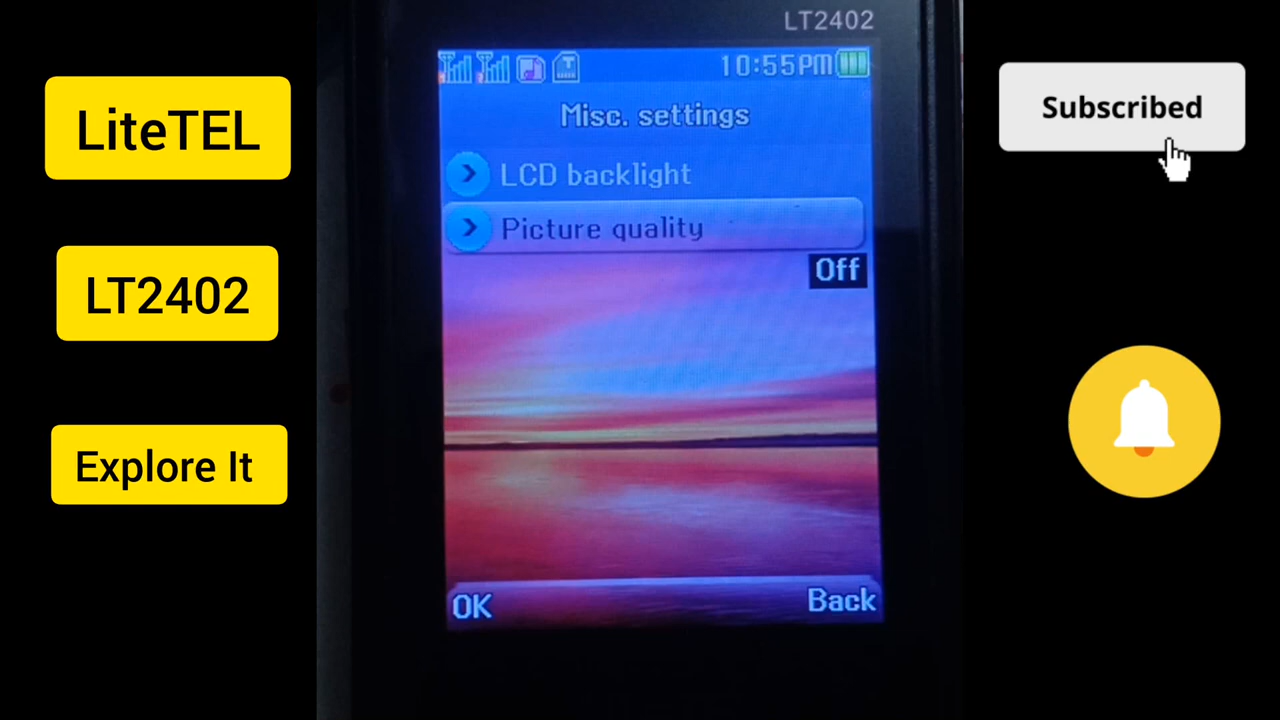 LT2402
10:55PM
LiteTEL
Subscribed
Misc. settings
LCD backlight
Picture quality
Off
LT2402
Explore It
OK
Back